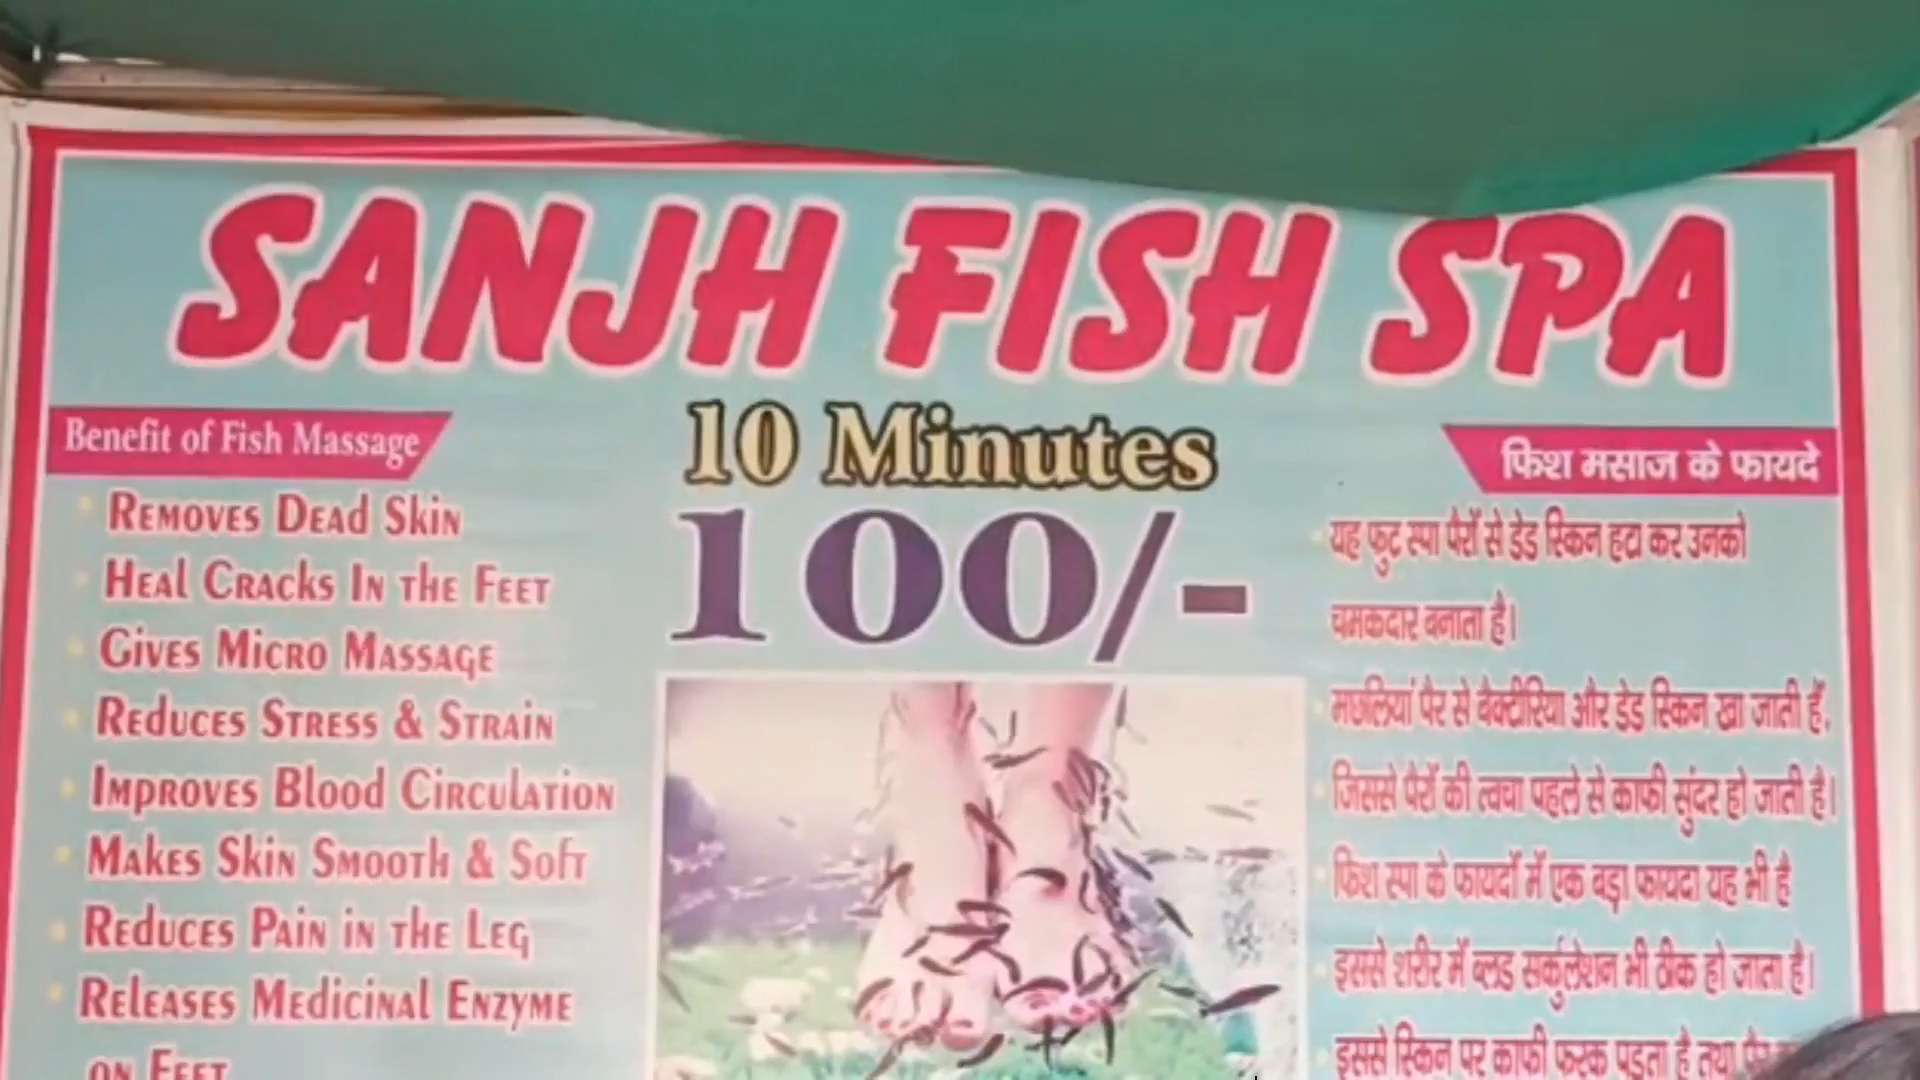 SANJH FISH SPA
10 Minutes
100/-
Benefit of Fish Massage
REMOVES DEAD SKIN
HEAL CRACKS IN THE FEET
GIVES MICRO MASSAGE
REDUCES STRESS & STRAIN
IMPROVES BLOOD CIRCULATION
MAKES SKIN SMOOTH & SOFT
REDUCES PAIN IN THE LEG
RELEASES MEDICINAL ENZYME
ON FEET
फिश मसाज के फायदे
यह फुट स्पा पैरों से डेड स्किन हटा कर उनको
चमकदार बनाता है।
मछलियां पैर से बैक्टीरिया और डेड स्किन खा जाती हैं,
जिससे पैरों की त्वचा पहले से काफी सुंदर हो जाती है।
फिश स्पा के फायदों में एक बड़ा फायदा यह भी है
इससे शरीर में ब्लड सर्कुलेशन भी ठीक हो जाता है।
इससे स्किन पर काफी फरक पड़ता है तथा